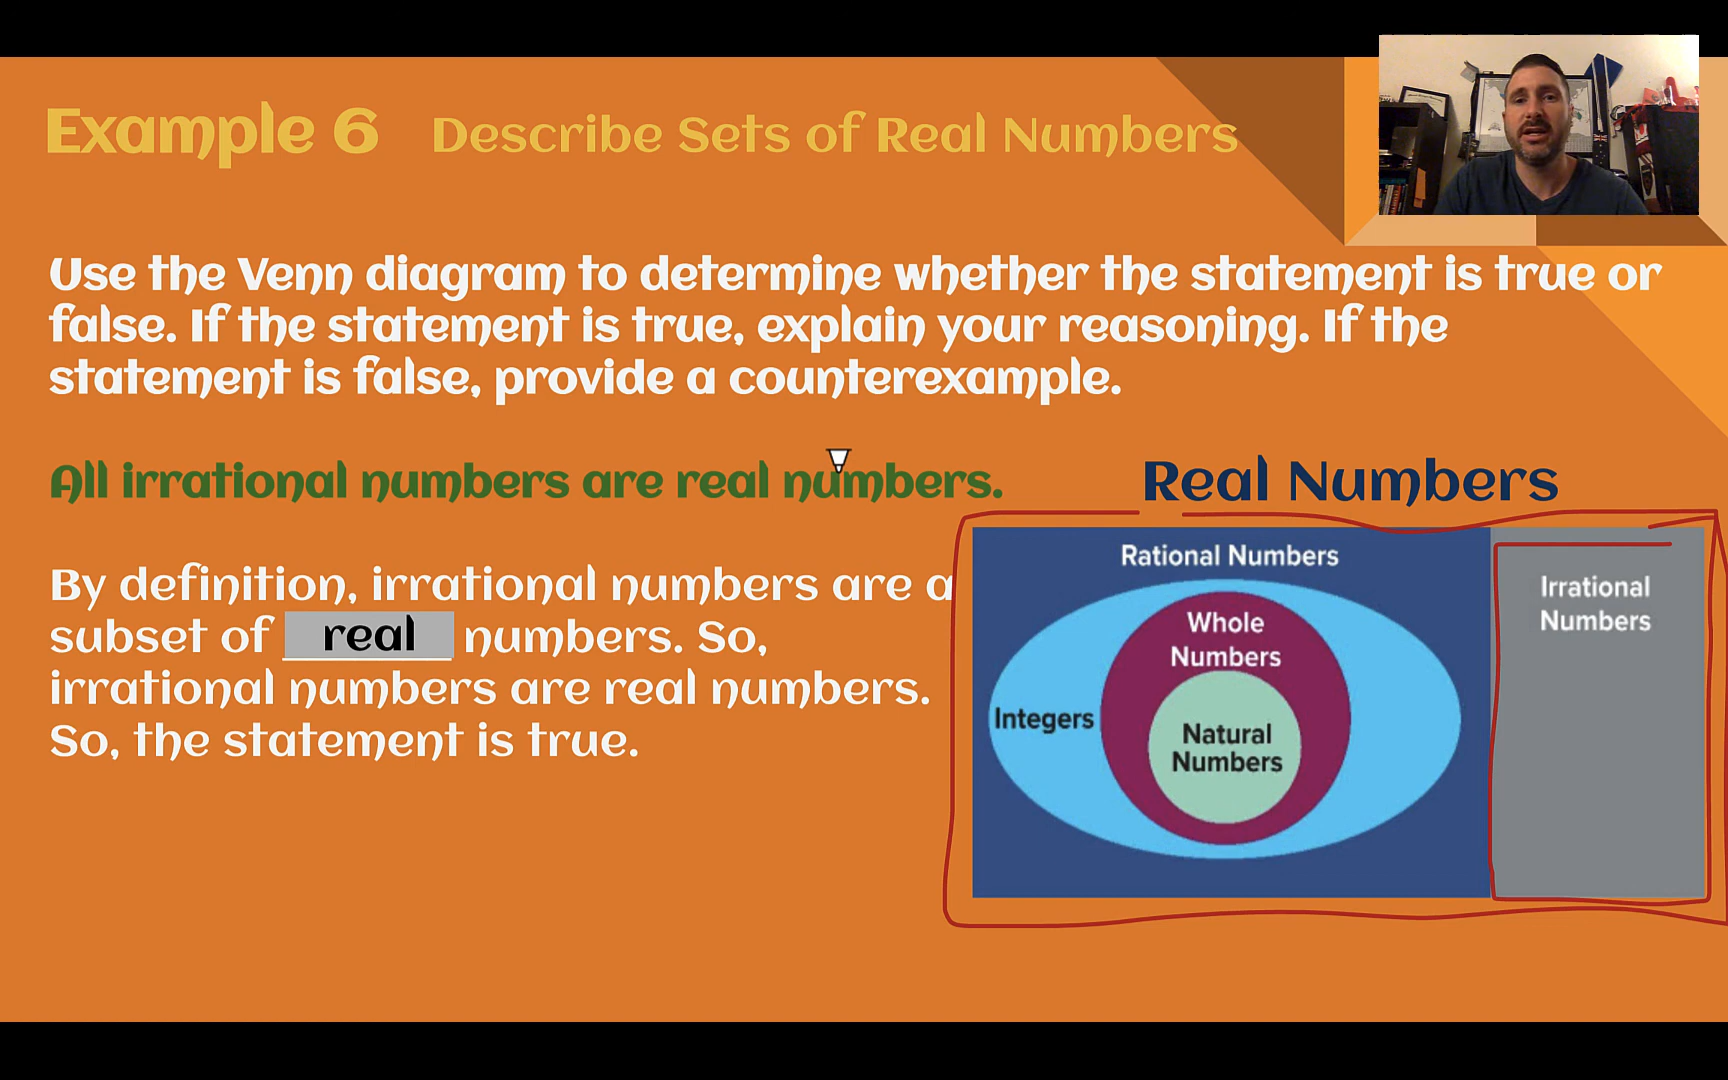 Example 6 Describe Sets of Real Numbers
Use the Venn diagram to determine whether the statement is true or
false. If the statement is true, explain your reasoning. If the
statement is false, provide a counterexample.
All irrational numbers are real numbers.
By definition, irrational numbers are a
subset of real numbers. So,
irrational numbers are real numbers.
So, the statement is true.
Real Numbers
Rational Numbers
Irrational
Numbers
Whole
Numbers
Integers
Natural
Numbers